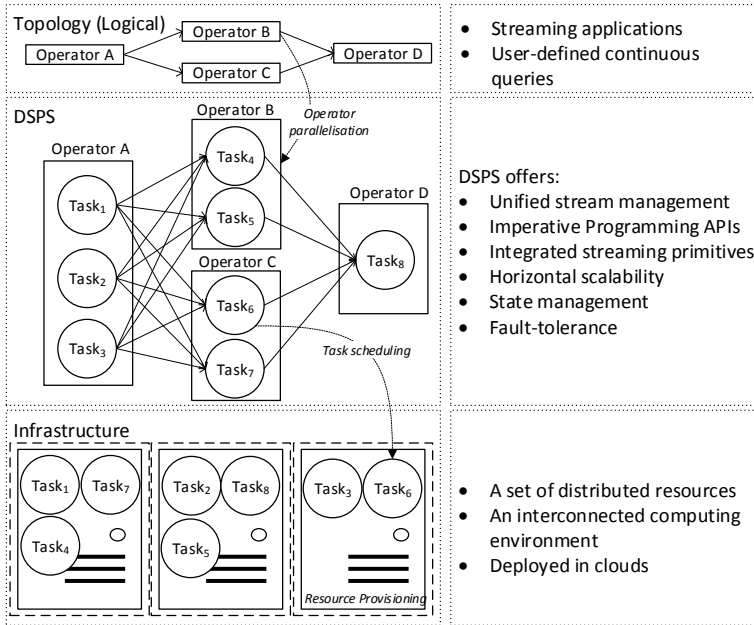 Topology (Logical)
Operator A
Operator B
Operator C
Operator D
• Streaming applications
• User-defined continuous
queries
DSPS
Operator A
Task1
Task2
Task3
Operator B
Task4
Task5
Operator
parallelisation
Operator C
Task6
Task7
Operator D
Task8
Task scheduling
DSPS offers:
• Unified stream management
• Imperative Programming APIs
• Integrated streaming primitives
• Horizontal scalability
• State management
• Fault-tolerance
Infrastructure
Task1
Task7
Task4
Task2
Task8
Task5
Task3
Task6
Resource Provisioning
• A set of distributed resources
• An interconnected computing
environment
• Deployed in clouds